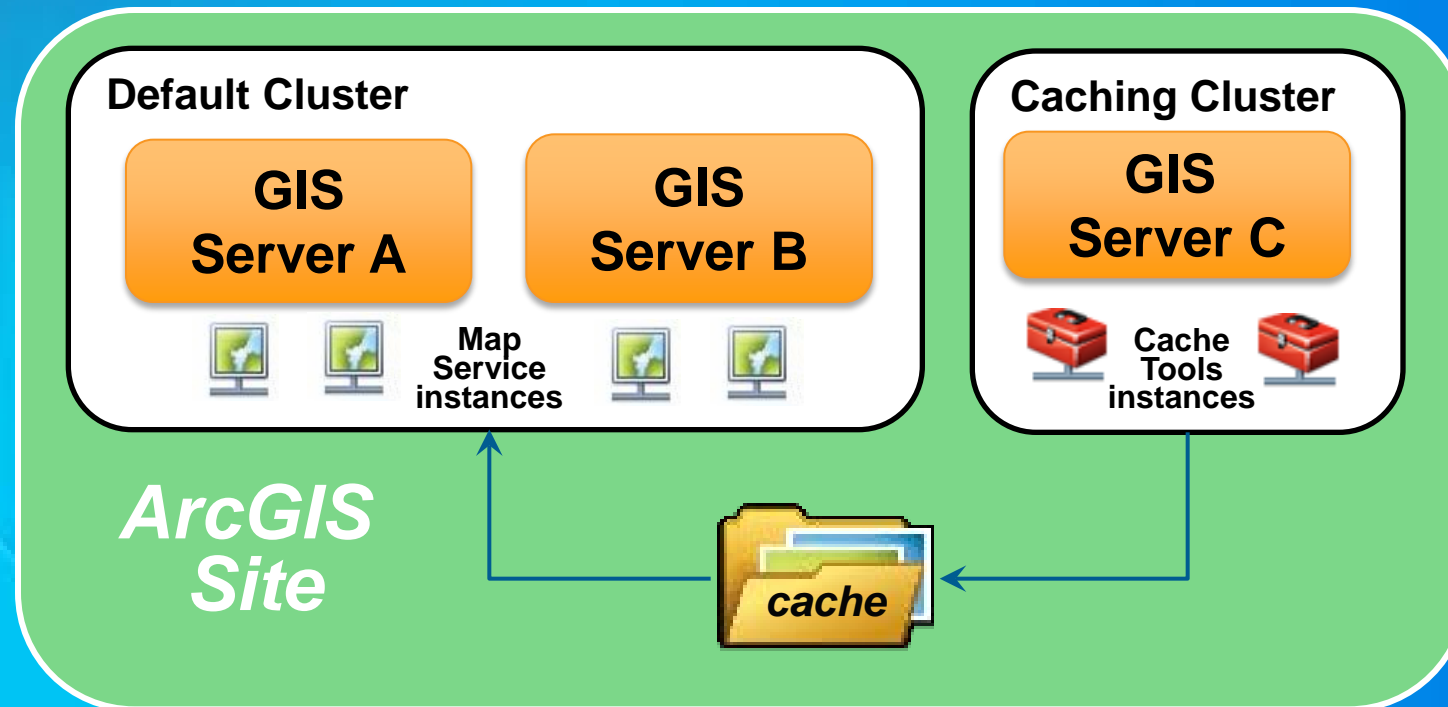 Default Cluster
GIS
Server A
GIS
Server B
Map
Service
instances
Caching Cluster
GIS
Server C
Cache
Tools
instances
ArcGIS
Site
cache